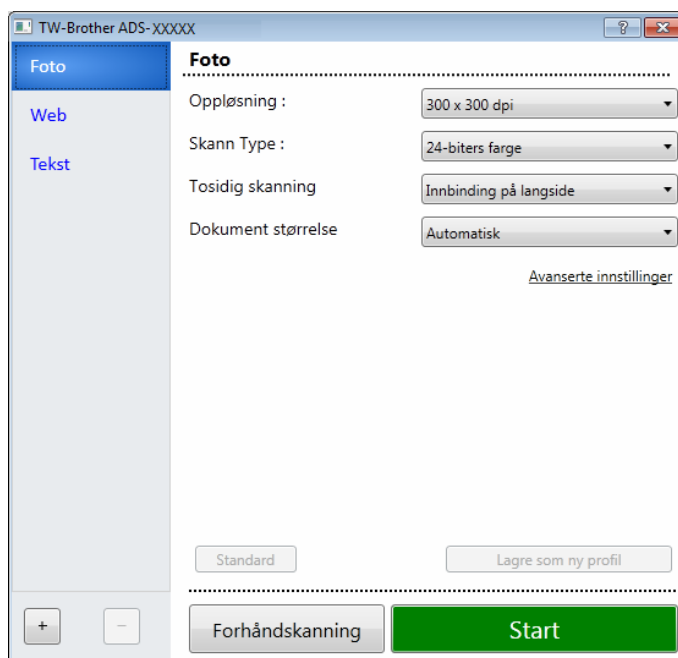 TW-Brother ADS-XXXXX
?
Foto
Web
Tekst
Foto
Oppløsning : 300 x 300 dpi
Skann Type : 24-biters farge
Tosidig skanning Innbinding på langside
Dokument størrelse Automatisk
Avanserte innstillinger
Standard Lagre som ny profil
+ −
Forhåndskanning Start